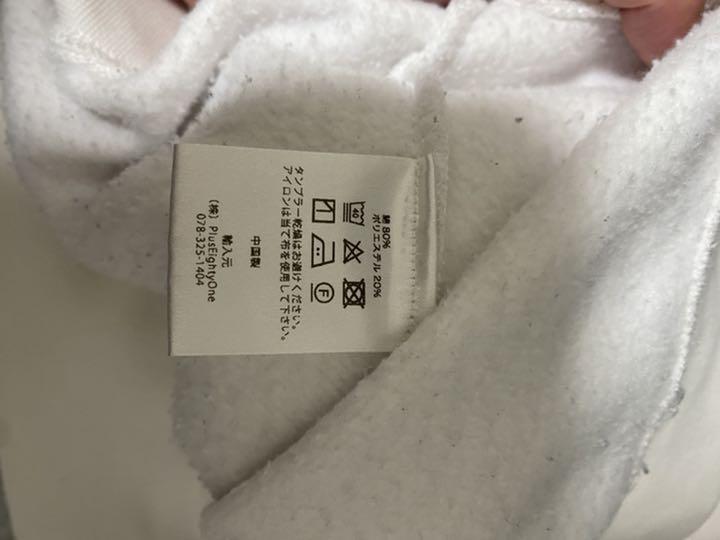 綿 80%
ポリエステル 20%
40
F
タンブラー乾燥はお避けください。
アイロンは当て布を使用して下さい。
中国製
輸入元
(株) PlusEightyOne
078-325-1404